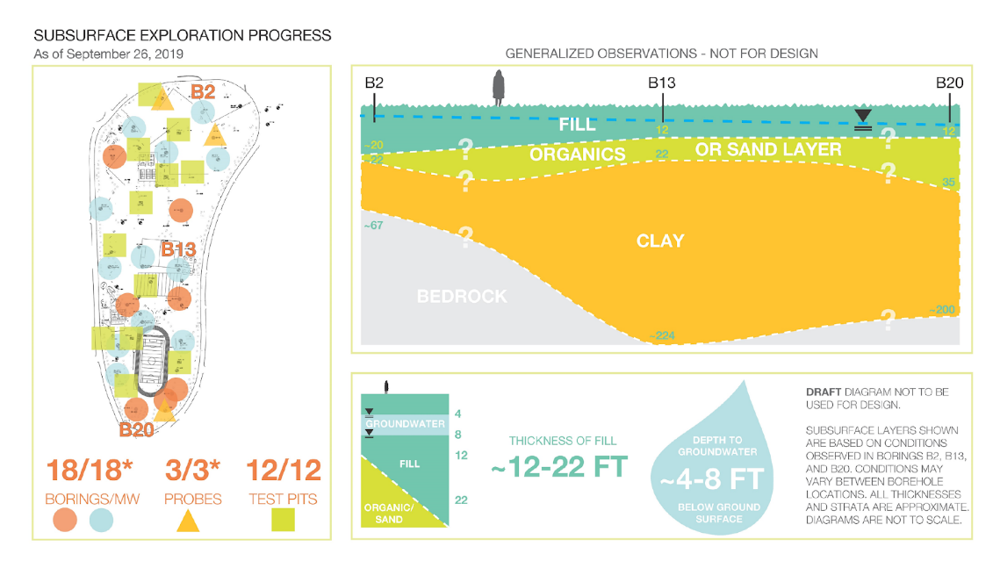 SUBSURFACE EXPLORATION PROGRESS
As of September 26, 2019
B2
B13
B20
18/18*
3/3*
12/12
BORINGS/MW
PROBES
TEST PITS
GENERALIZED OBSERVATIONS - NOT FOR DESIGN
B2
B13
B20
FILL
12
12
~20
?
?
ORGANICS
22
OR SAND LAYER
~22
?
?
35
~67
?
CLAY
BEDROCK
~200
?
~224
4
GROUNDWATER
8
12
FILL
22
ORGANIC/
SAND
THICKNESS OF FILL
~12-22 FT
DEPTH TO
GROUNDWATER
~4-8 FT
BELOW GROUND
SURFACE
DRAFT DIAGRAM NOT TO BE
USED FOR DESIGN.
SUBSURFACE LAYERS SHOWN
ARE BASED ON CONDITIONS
OBSERVED IN BORINGS B2, B13,
AND B20. CONDITIONS MAY
VARY BETWEEN BOREHOLE
LOCATIONS. ALL THICKNESSES
AND STRATA ARE APPROXIMATE.
DIAGRAMS ARE NOT TO SCALE.